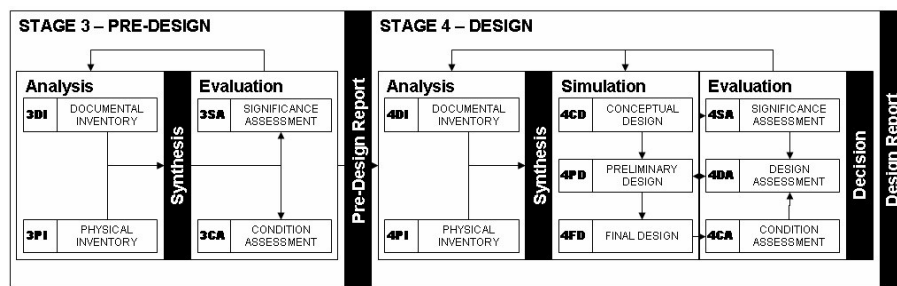 STAGE 3 – PRE-DESIGN
Analysis
3DI
DOCUMENTAL
INVENTORY
3PI
PHYSICAL
INVENTORY
Synthesis
Evaluation
3SA
SIGNIFICANCE
ASSESSMENT
3CA
CONDITION
ASSESSMENT
Pre-Design Report
STAGE 4 – DESIGN
Analysis
4DI
DOCUMENTAL
INVENTORY
4PI
PHYSICAL
INVENTORY
Synthesis
Simulation
4CD
CONCEPTUAL
DESIGN
4PD
PRELIMINARY
DESIGN
4FD
FINAL DESIGN
Evaluation
4SA
SIGNIFICANCE
ASSESSMENT
4DA
DESIGN
ASSESSMENT
4CA
CONDITION
ASSESSMENT
Decision
Design Report